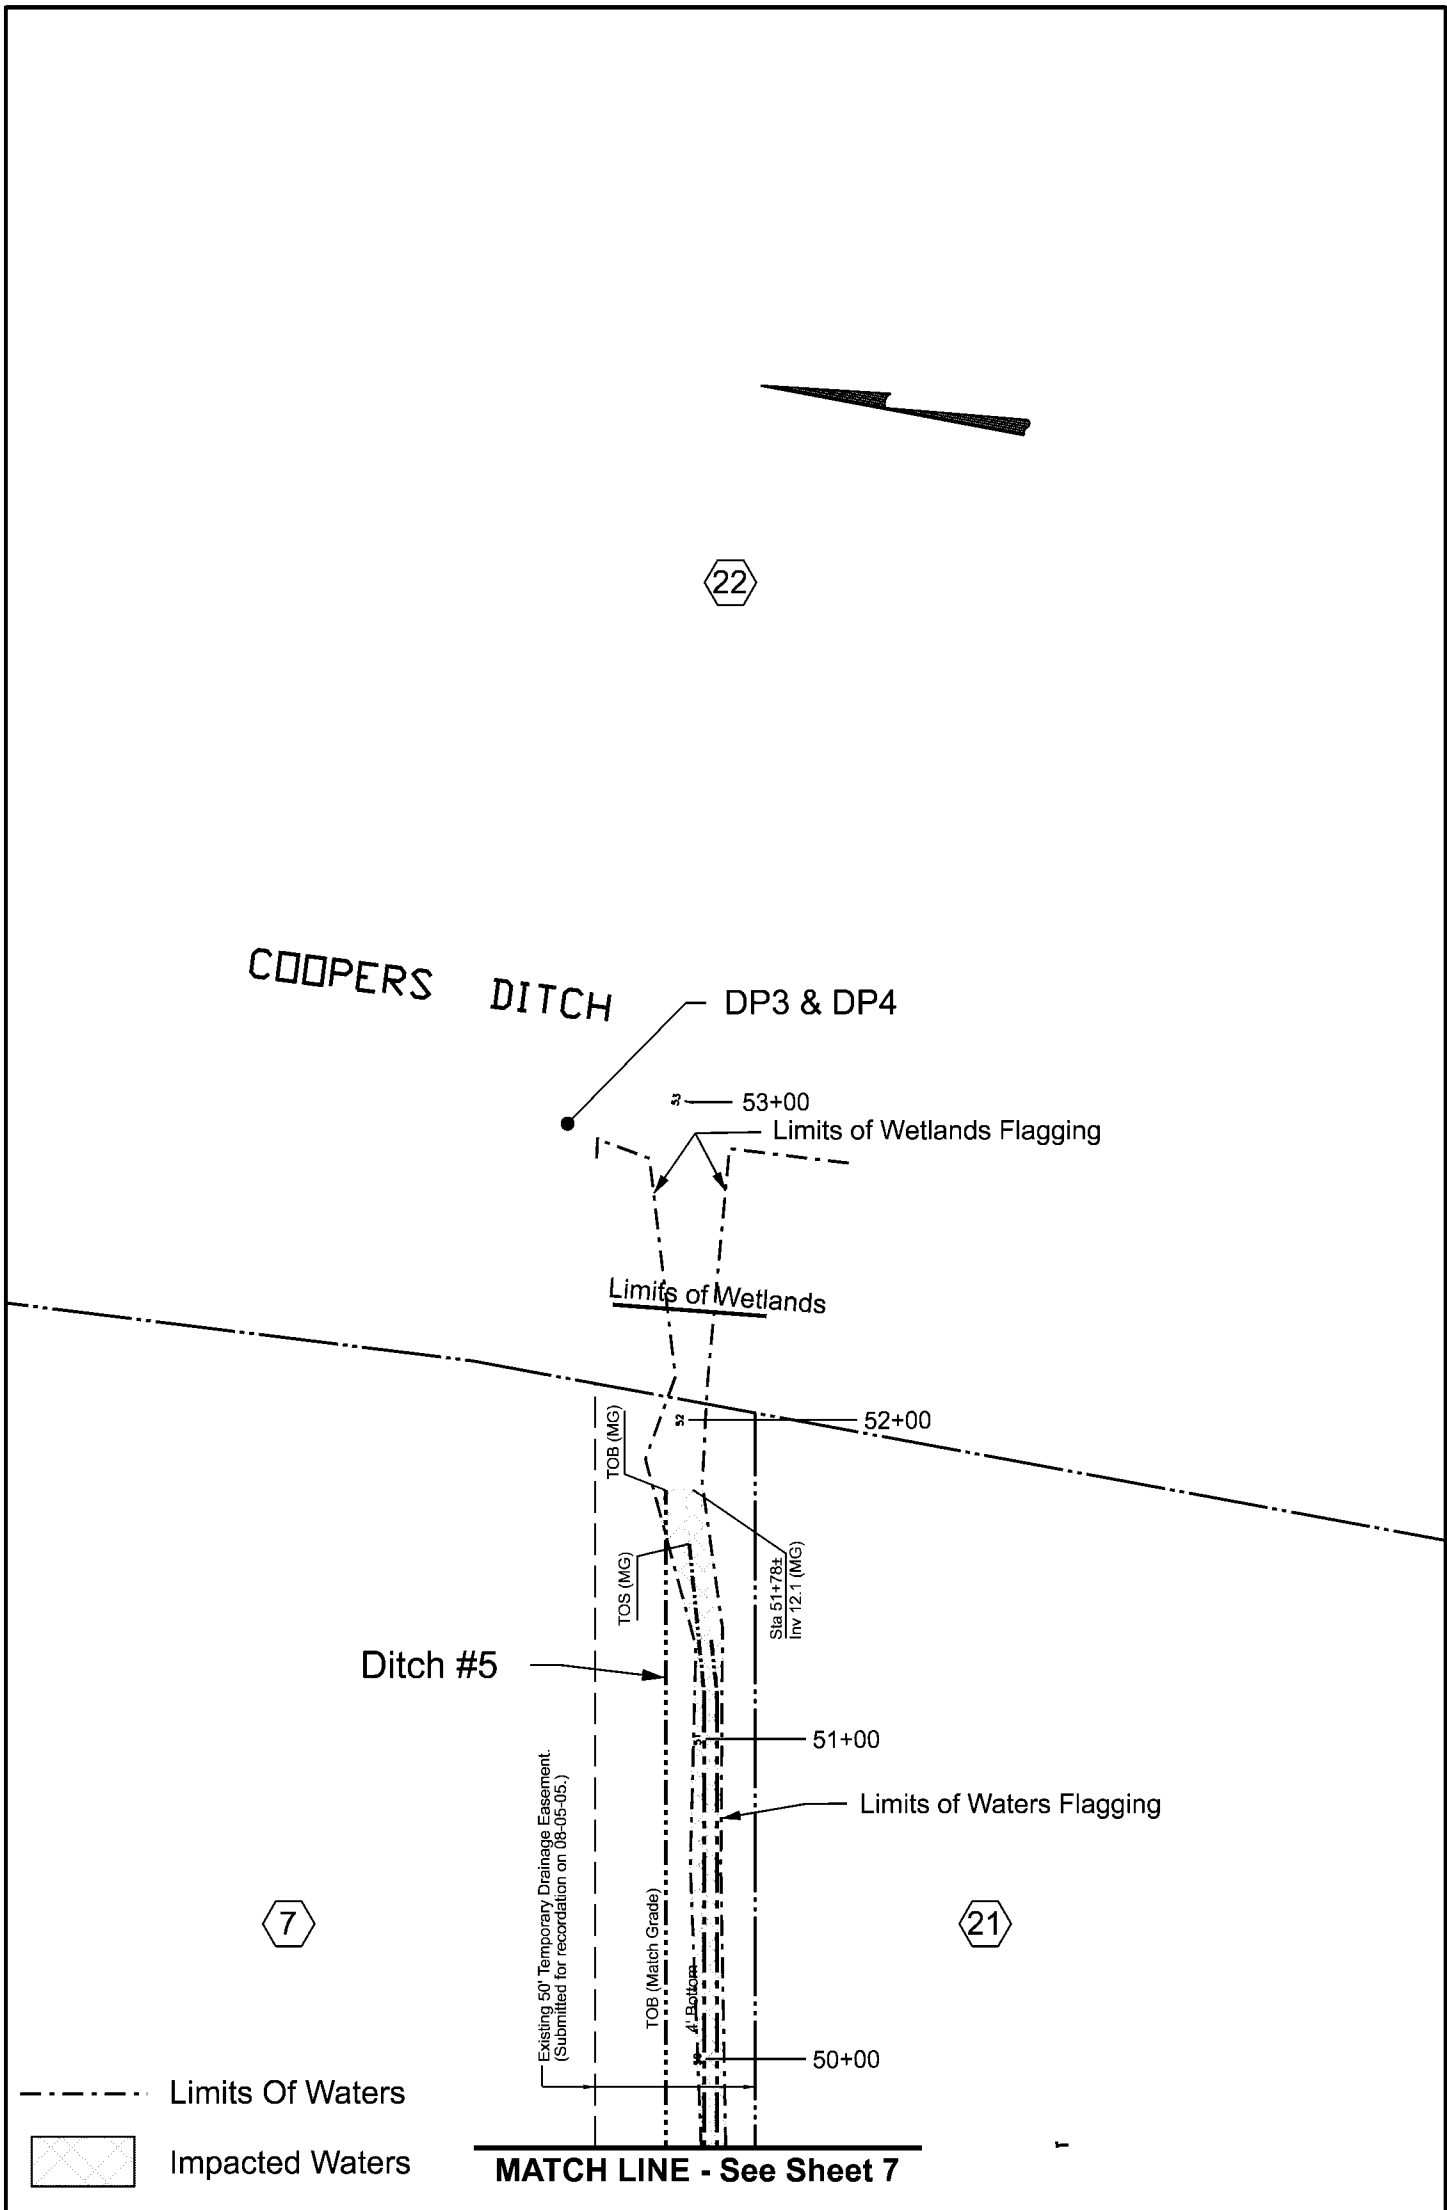 22
COOPERS DITCH
DP3 & DP4
53 53+00
Limits of Wetlands Flagging
Limits of Wetlands
TOB (MG)
52 52+00
TOS (MG)
Sta 51+78±
Inv 12.1 (MG)
Ditch #5
51 51+00
Existing 50' Temporary Drainage Easement.
(Submitted for recordation on 08-05-05.)
Limits of Waters Flagging
TOB (Match Grade)
7
21
4' Bottom
50 50+00
Limits Of Waters
Impacted Waters
MATCH LINE - See Sheet 7